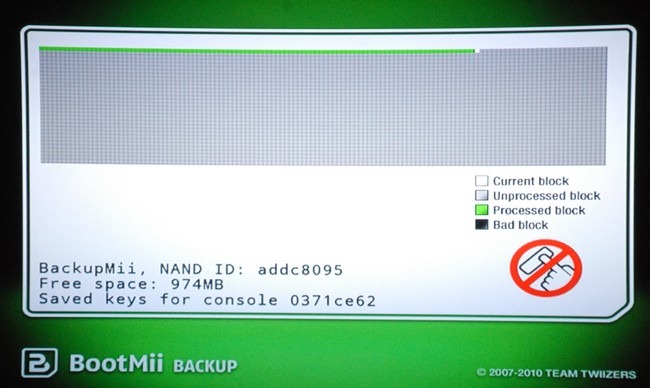 Current block
Unprocessed block
Processed block
Bad block
BackupMii, NAND ID: addc8095
Free space: 974MB
Saved keys for console 0371ce62
B BootMii BACKUP
© 2007-2010 TEAM TWIIZERS